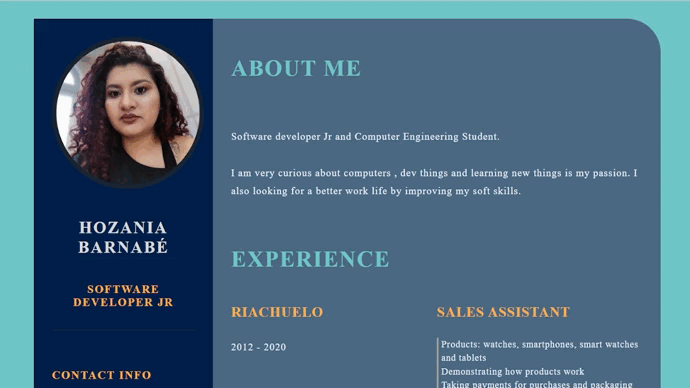 HOZANIA
BARNABÉ
SOFTWARE
DEVELOPER JR
CONTACT INFO
ABOUT ME
Software developer Jr and Computer Engineering Student.
I am very curious about computers , dev things and learning new things is my passion. I
also looking for a better work life by improving my soft skills.
EXPERIENCE
RIACHUELO
2012 - 2020
SALES ASSISTANT
Products: watches, smartphones, smart watches
and tablets
Demonstrating how products work
Taking payments for purchases and packaging